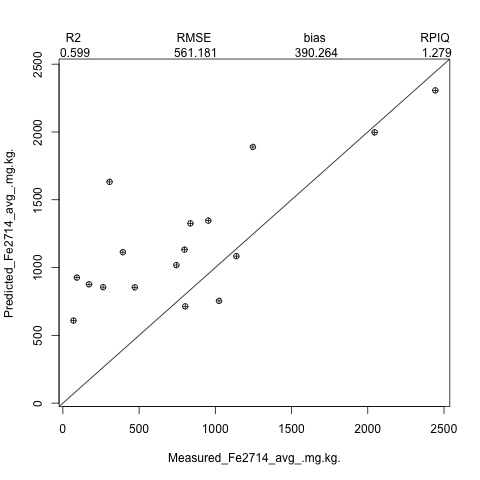 R2 RMSE bias RPIQ
0.599 561.181 390.264 1.279
Predicted_Fe2714_avg_.mg.kg.
2500
2000
1500
1000
500
0
0 500 1000 1500 2000 2500
Measured_Fe2714_avg_.mg.kg.